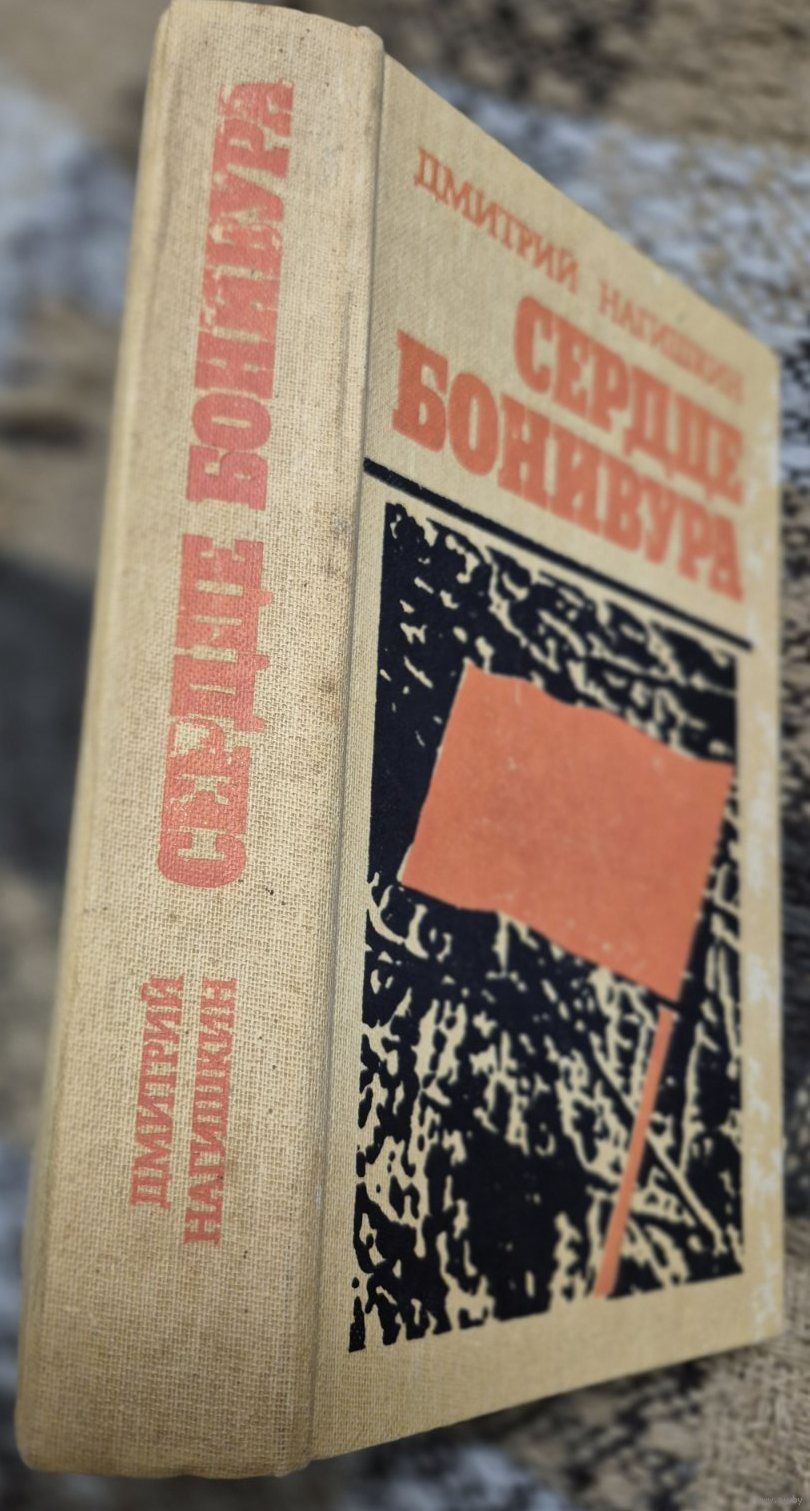 СЕРДЦЕ БОНИВУРА
ДМИТРИЙ
НАГИШКИН
ДМИТРИЙ НАГИШКИН
СЕРДЦЕ
БОНИВУРА